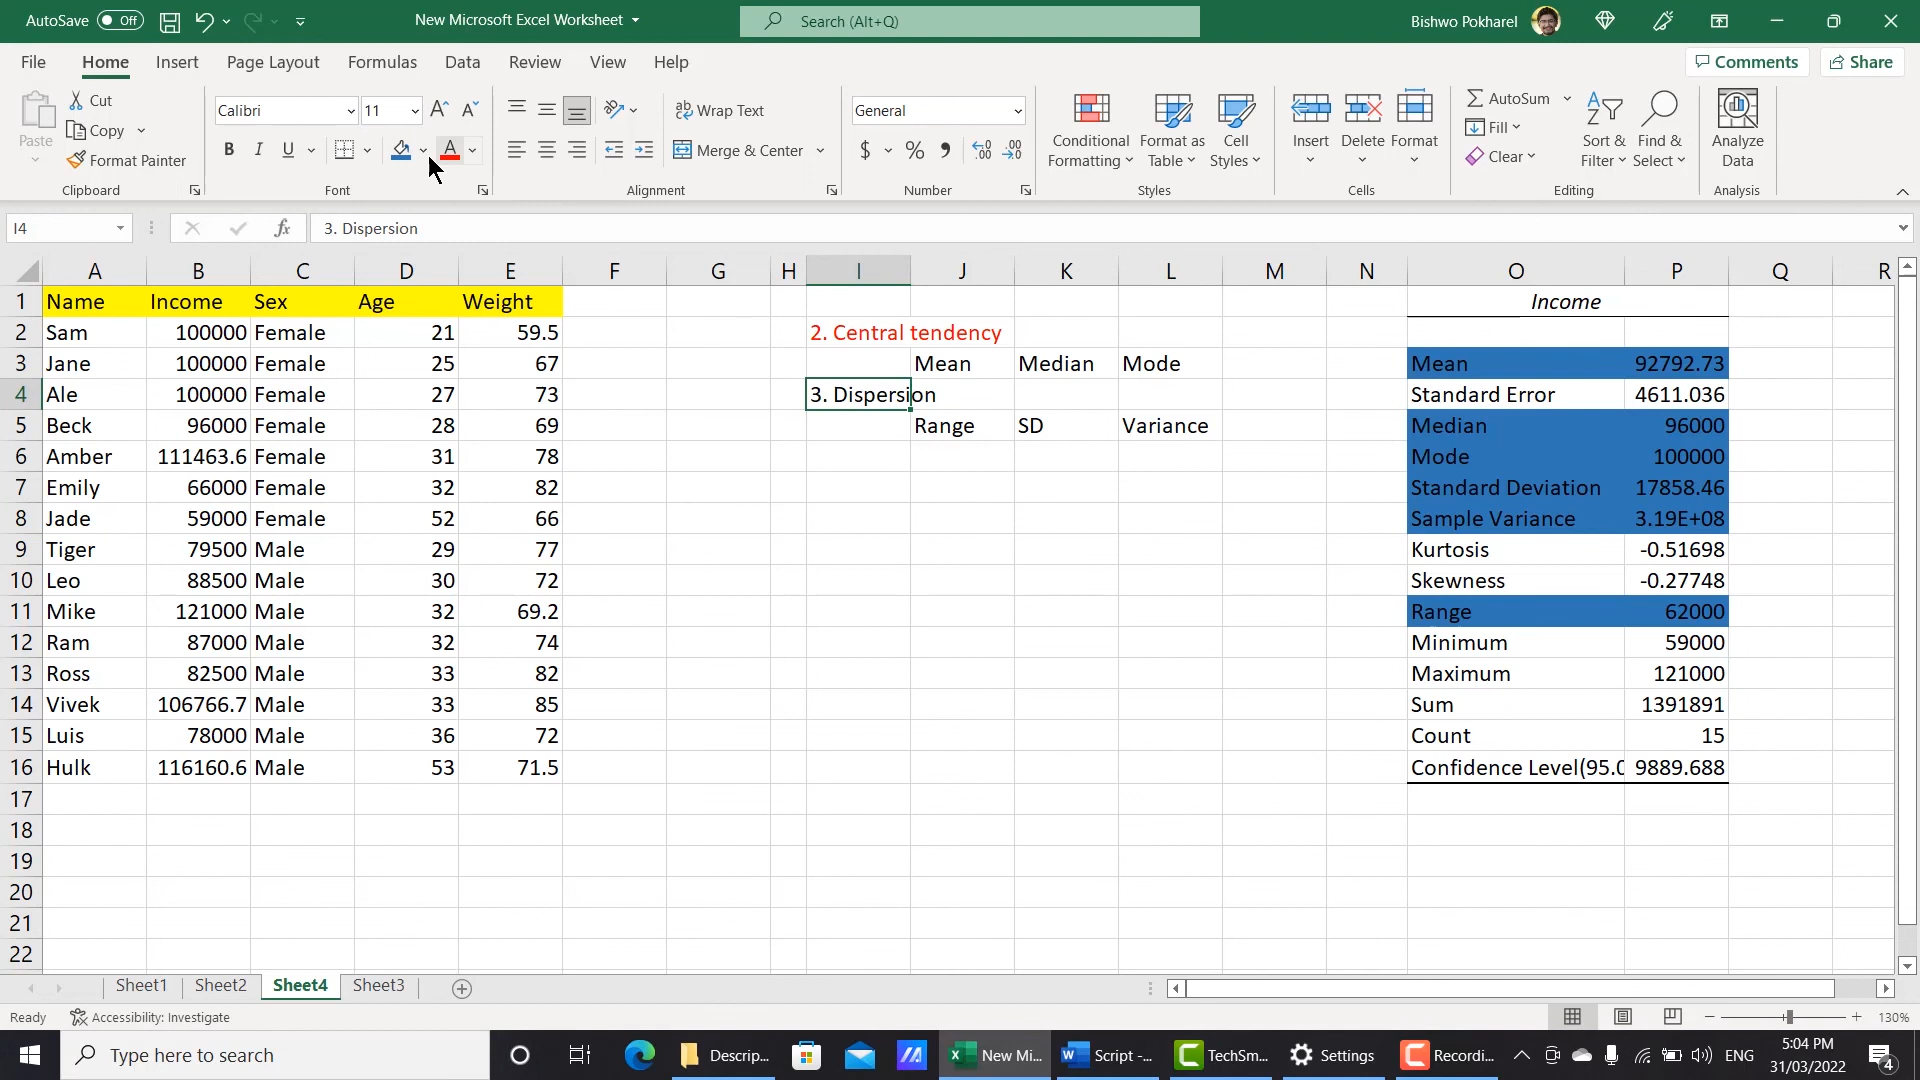 AutoSave Off New Microsoft Excel Worksheet Search (Alt+Q) Bishwo Pokharel
File Home Insert Page Layout Formulas Data Review View Help Comments Share
Paste Cut Copy Format Painter Clipboard
Calibri 11 B I U A Font
Wrap Text Merge & Center Alignment
General $ % Number
Conditional Formatting Format as Table Cell Styles Styles
Insert Delete Format Cells
AutoSum Fill Clear Sort & Filter Find & Select Editing
Analyze Data Analysis
I4 fx 3. Dispersion
A B C D E F G H I J K L M N O P Q R
1 Name Income Sex Age Weight Income
2 Sam 100000 Female 21 59.5 2. Central tendency
3 Jane 100000 Female 25 67 Mean Median Mode Mean 92792.73
4 Ale 100000 Female 27 73 3. Dispersion Standard Error 4611.036
5 Beck 96000 Female 28 69 Range SD Variance Median 96000
6 Amber 111463.6 Female 31 78 Mode 100000
7 Emily 66000 Female 32 82 Standard Deviation 17858.46
8 Jade 59000 Female 52 66 Sample Variance 3.19E+08
9 Tiger 79500 Male 29 77 Kurtosis -0.51698
10 Leo 88500 Male 30 72 Skewness -0.27748
11 Mike 121000 Male 32 69.2 Range 62000
12 Ram 87000 Male 32 74 Minimum 59000
13 Ross 82500 Male 33 82 Maximum 121000
14 Vivek 106766.7 Male 33 85 Sum 1391891
15 Luis 78000 Male 36 72 Count 15
16 Hulk 116160.6 Male 53 71.5 Confidence Level(95.0 9889.688
17
18
19
20
21
22
Sheet1 Sheet2 Sheet4 Sheet3
Ready Accessibility: Investigate 130%
Type here to search Descrip... New Mi... Script -... TechSm... Settings Recordi... ENG 5:04 PM
31/03/2022 4